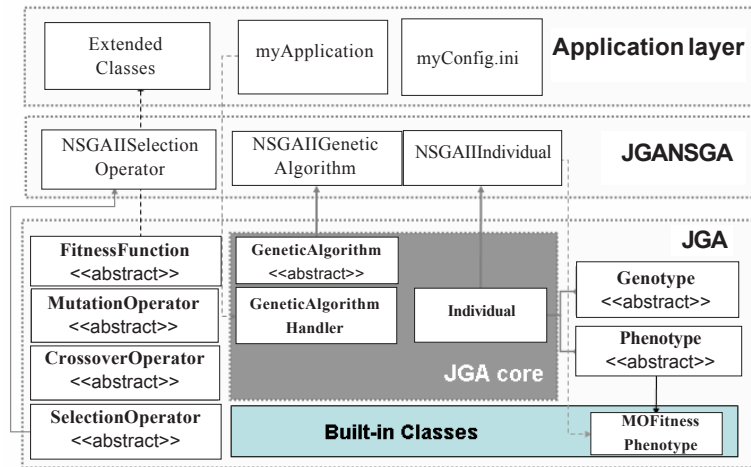 Extended
Classes
myApplication
myConfig.ini
Application layer
NSGAIISelection
Operator
NSGAIIGenetic
Algorithm
NSGAIIIndividual
JGANSGA
JGA
FitnessFunction
<<abstract>>
MutationOperator
<<abstract>>
CrossoverOperator
<<abstract>>
SelectionOperator
<<abstract>>
GeneticAlgorithm
<<abstract>>
GeneticAlgorithm
Handler
Individual
JGA core
Genotype
<<abstract>>
Phenotype
<<abstract>>
Built-in Classes
MOFitness
Phenotype